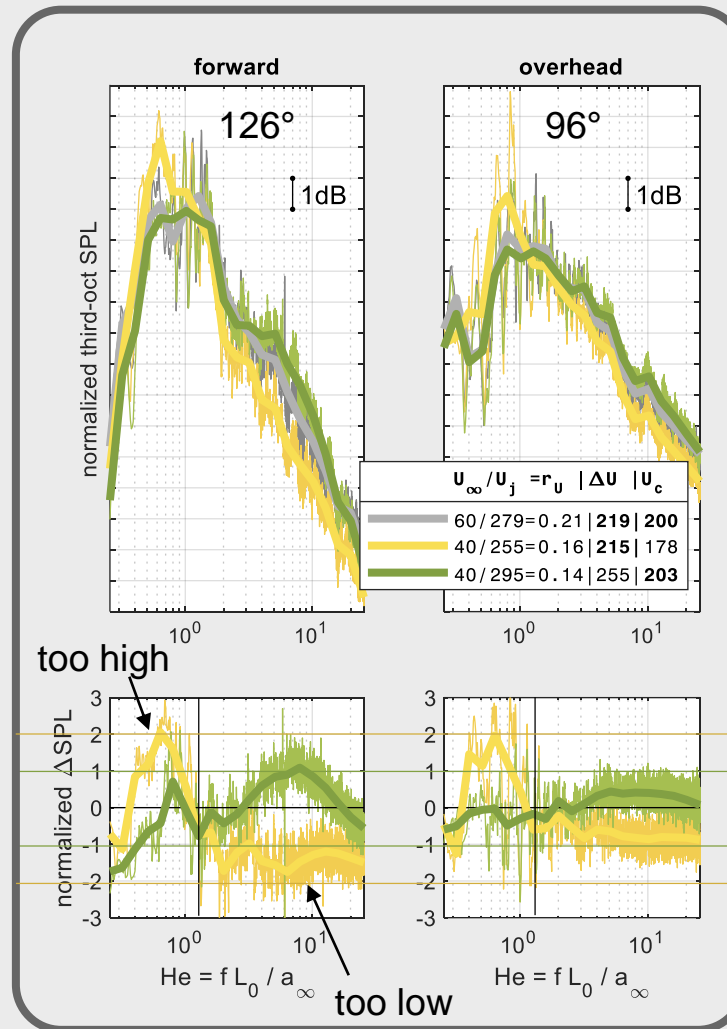 forward
overhead
126°
96°
1dB
1dB
normalized third-oct SPL
U∞/Uj =rU |ΔU |Uc
60/279=0.21|219|200
40/255=0.16|215|178
40/295=0.14|255|203
10⁰
10¹
10⁰
10¹
too high
3
2
1
0
-1
-2
-3
normalized ΔSPL
3
2
1
0
-1
-2
-3
10⁰
10¹
10⁰
10¹
He = f L₀ / a∞
He = f L₀ / a∞
too low